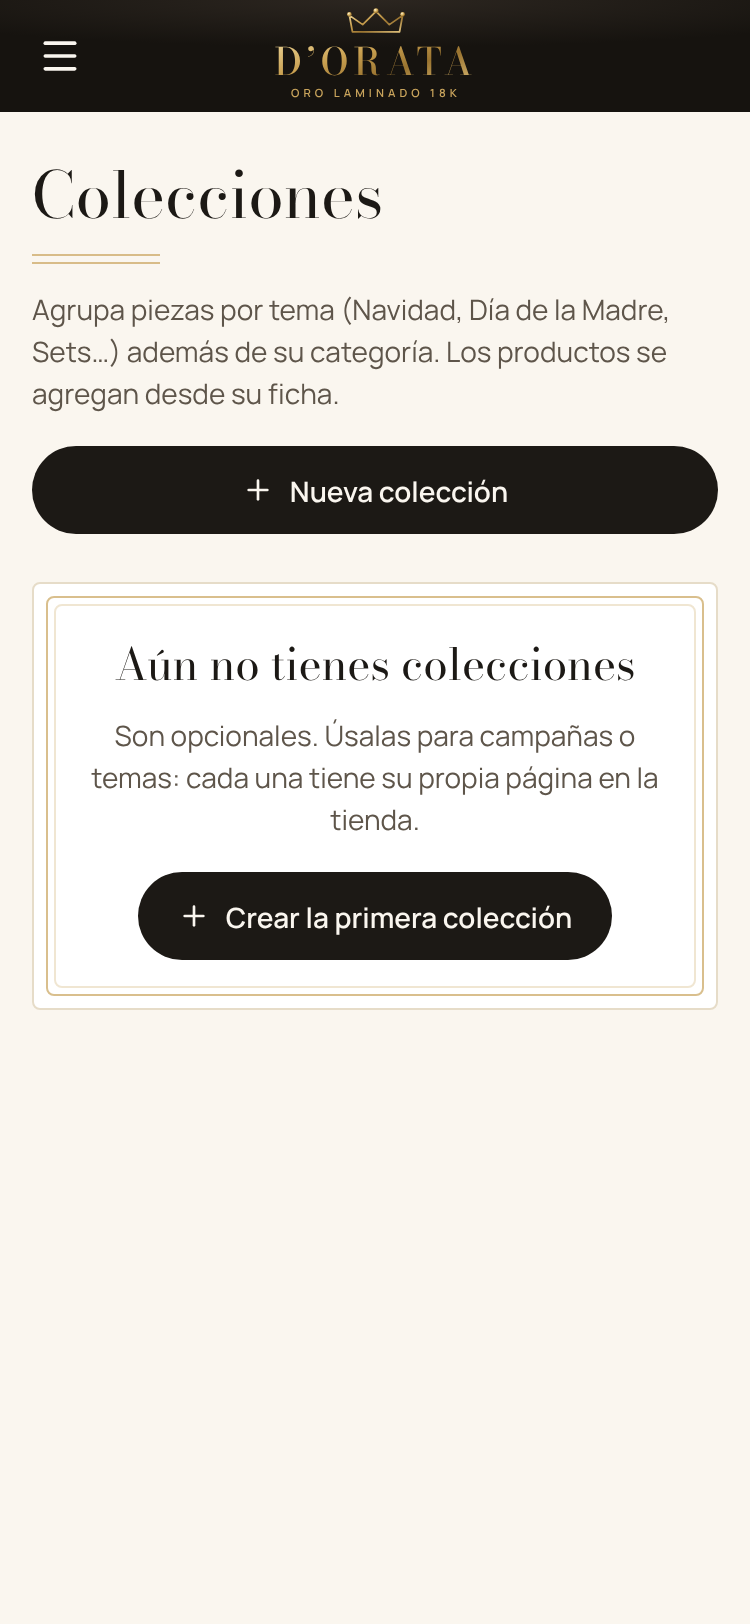 D’ORATA
ORO LAMINADO 18K
Colecciones
Agrupa piezas por tema (Navidad, Día de la Madre,
Sets…) además de su categoría. Los productos se
agregan desde su ficha.
+ Nueva colección
Aún no tienes colecciones
Son opcionales. Úsalas para campañas o
temas: cada una tiene su propia página en la
tienda.
+ Crear la primera colección